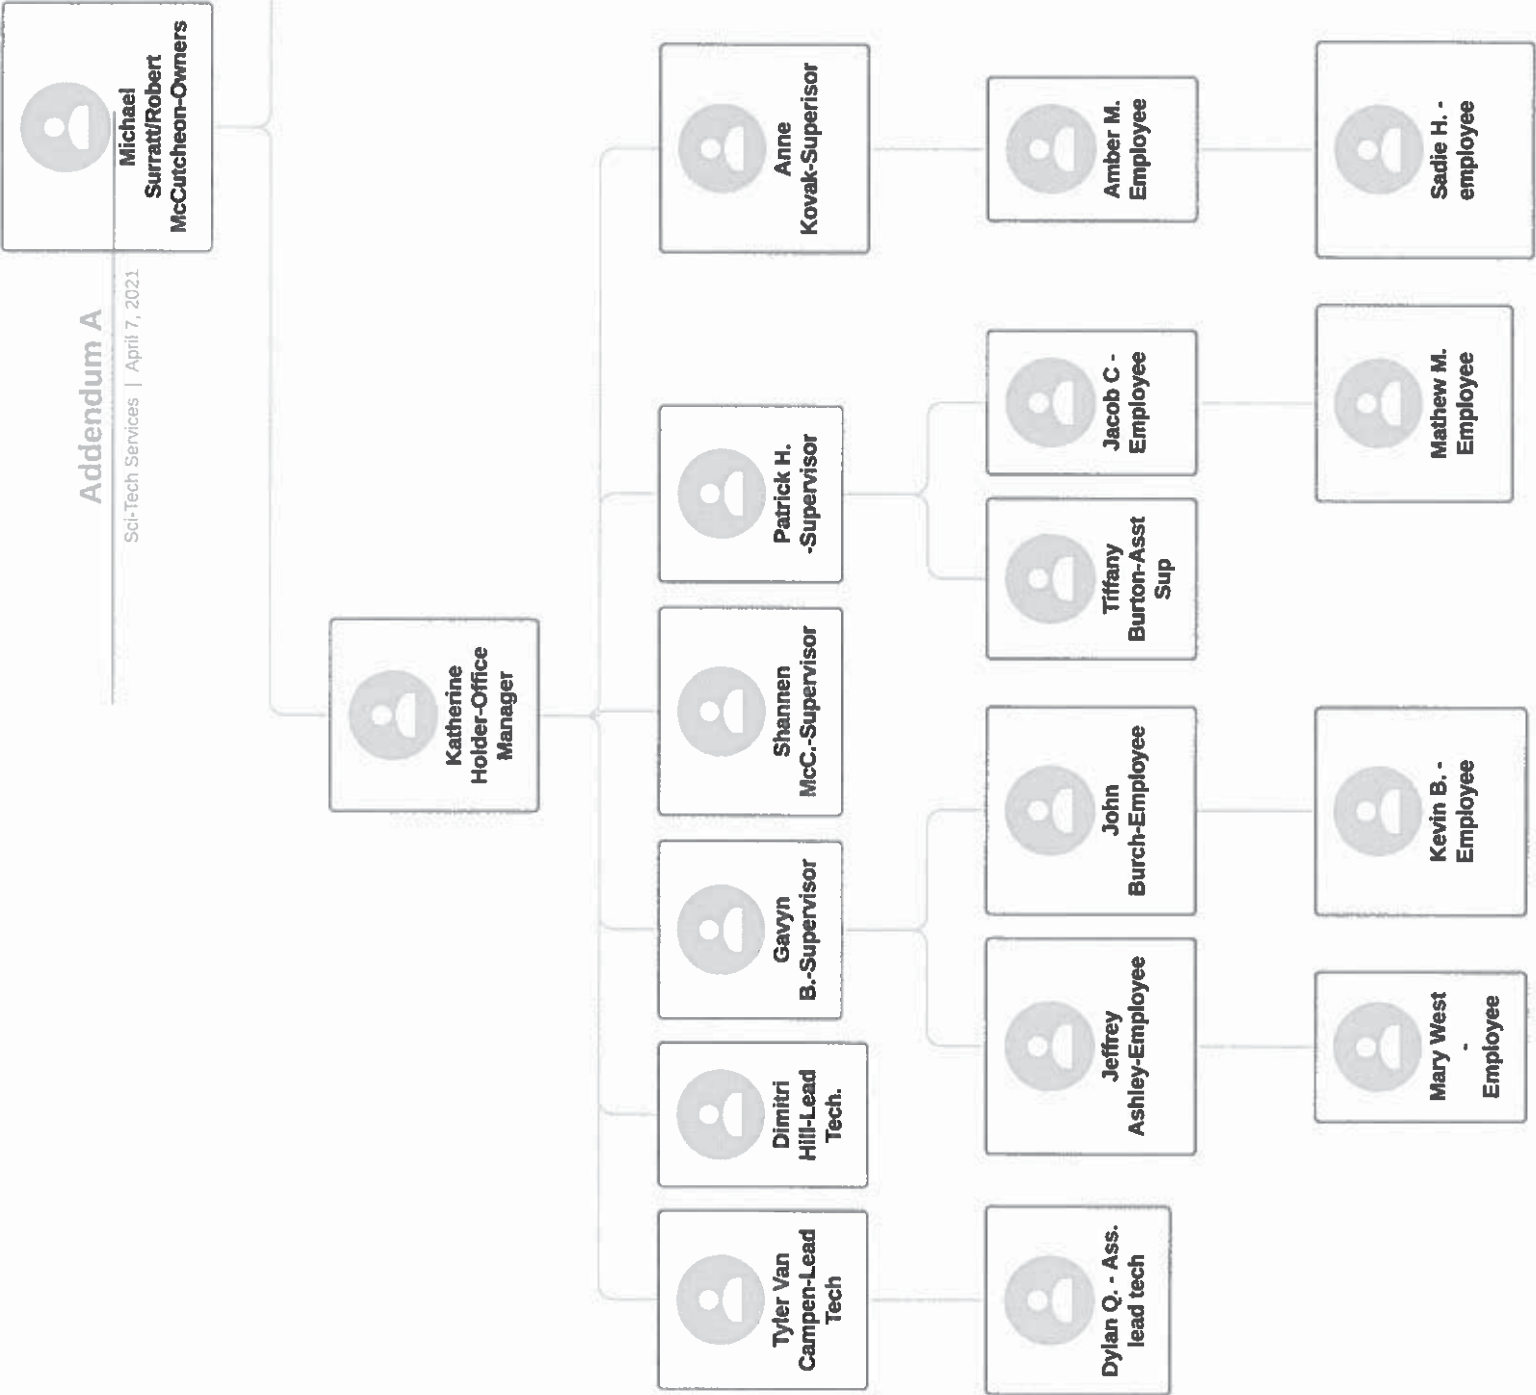 Addendum A
Sci-Tech Services | April 7, 2021
Michael
Surratt/Robert
McCutcheon-Owners
Katherine
Holder-Office
Manager
Tyler Van
Campen-Lead
Tech
Dimitri
Hill-Lead
Tech.
Gavyn
B.-Supervisor
Shannen
McC.-Supervisor
Patrick H.
-Supervisor
Anne
Kovak-Superisor
Dylan Q. - Ass.
lead tech
Jeffrey
Ashley-Employee
John
Burch-Employee
Tiffany
Burton-Asst
Sup
Jacob C -
Employee
Amber M.
Employee
Mary West
-
Employee
Kevin B. -
Employee
Mathew M.
Employee
Sadie H. -
employee